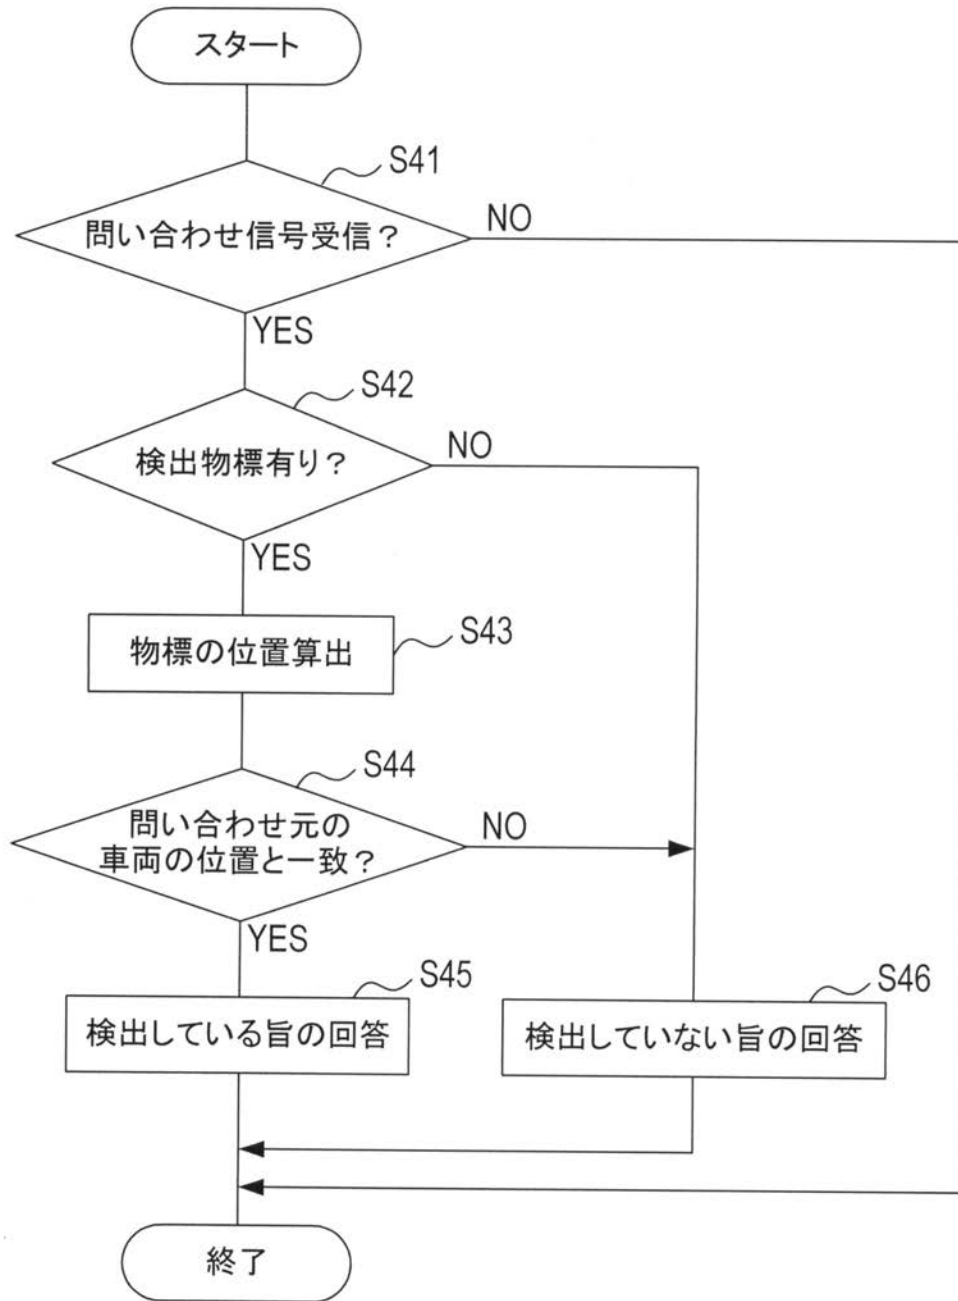 スタート
S41
問い合わせ信号受信？
NO
YES
S42
検出物標有り？
NO
YES
S43
物標の位置算出
S44
問い合わせ元の
車両の位置と一致？
NO
YES
S45
検出している旨の回答
S46
検出していない旨の回答
終了